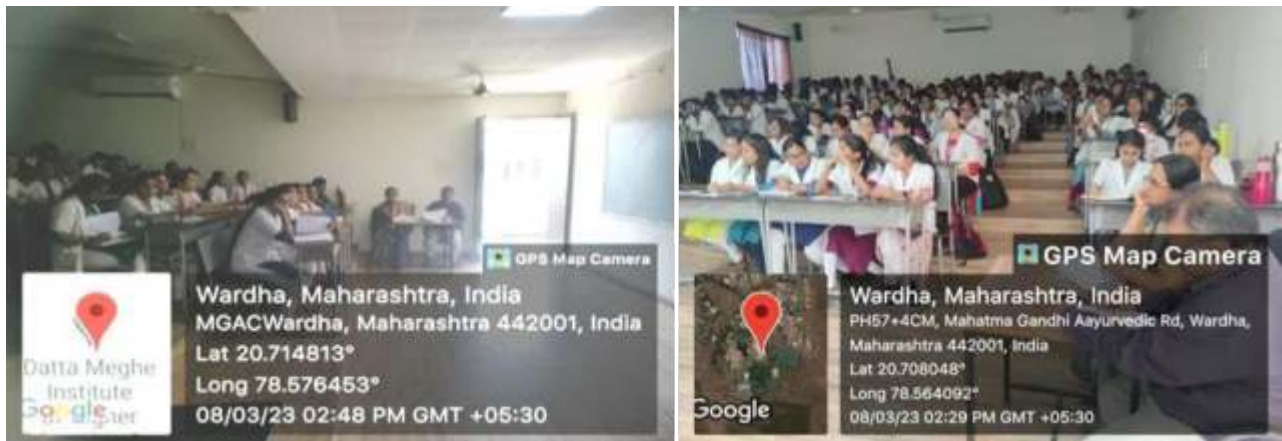 GPS Map Camera
Wardha, Maharashtra, India
MGACWardha, Maharashtra 442001, India
Lat 20.714813°
Long 78.576453°
08/03/23 02:48 PM GMT +05:30
Datta Meghe
Institute
Google
GPS Map Camera
Wardha, Maharashtra, India
PH57+4CM, Mahatma Gandhi Aayurvedic Rd, Wardha,
Maharashtra 442001, India
Lat 20.708048°
Long 78.564092°
08/03/23 02:29 PM GMT +05:30
Google